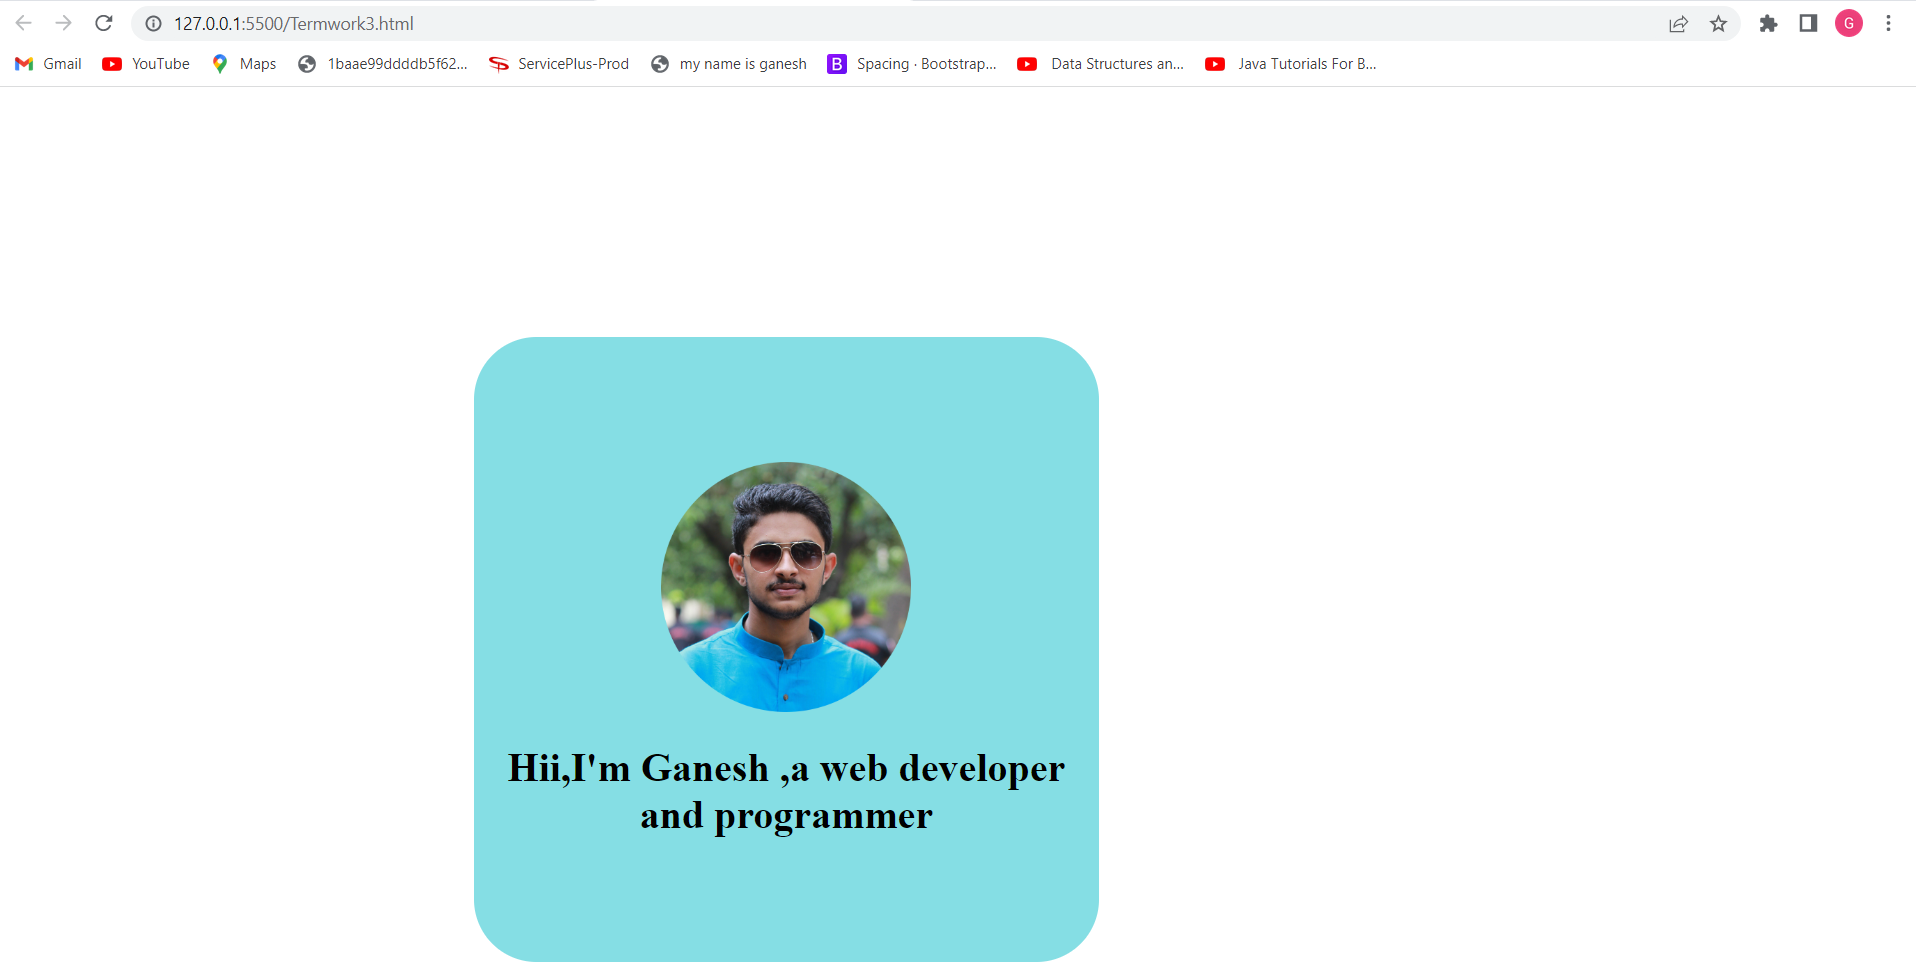 127.0.0.1:5500/Termwork3.html
G
Gmail YouTube Maps 1baae99ddddb5f62... ServicePlus-Prod my name is ganesh B Spacing · Bootstrap... Data Structures an... Java Tutorials For B...
Hii,I'm Ganesh ,a web developer
and programmer